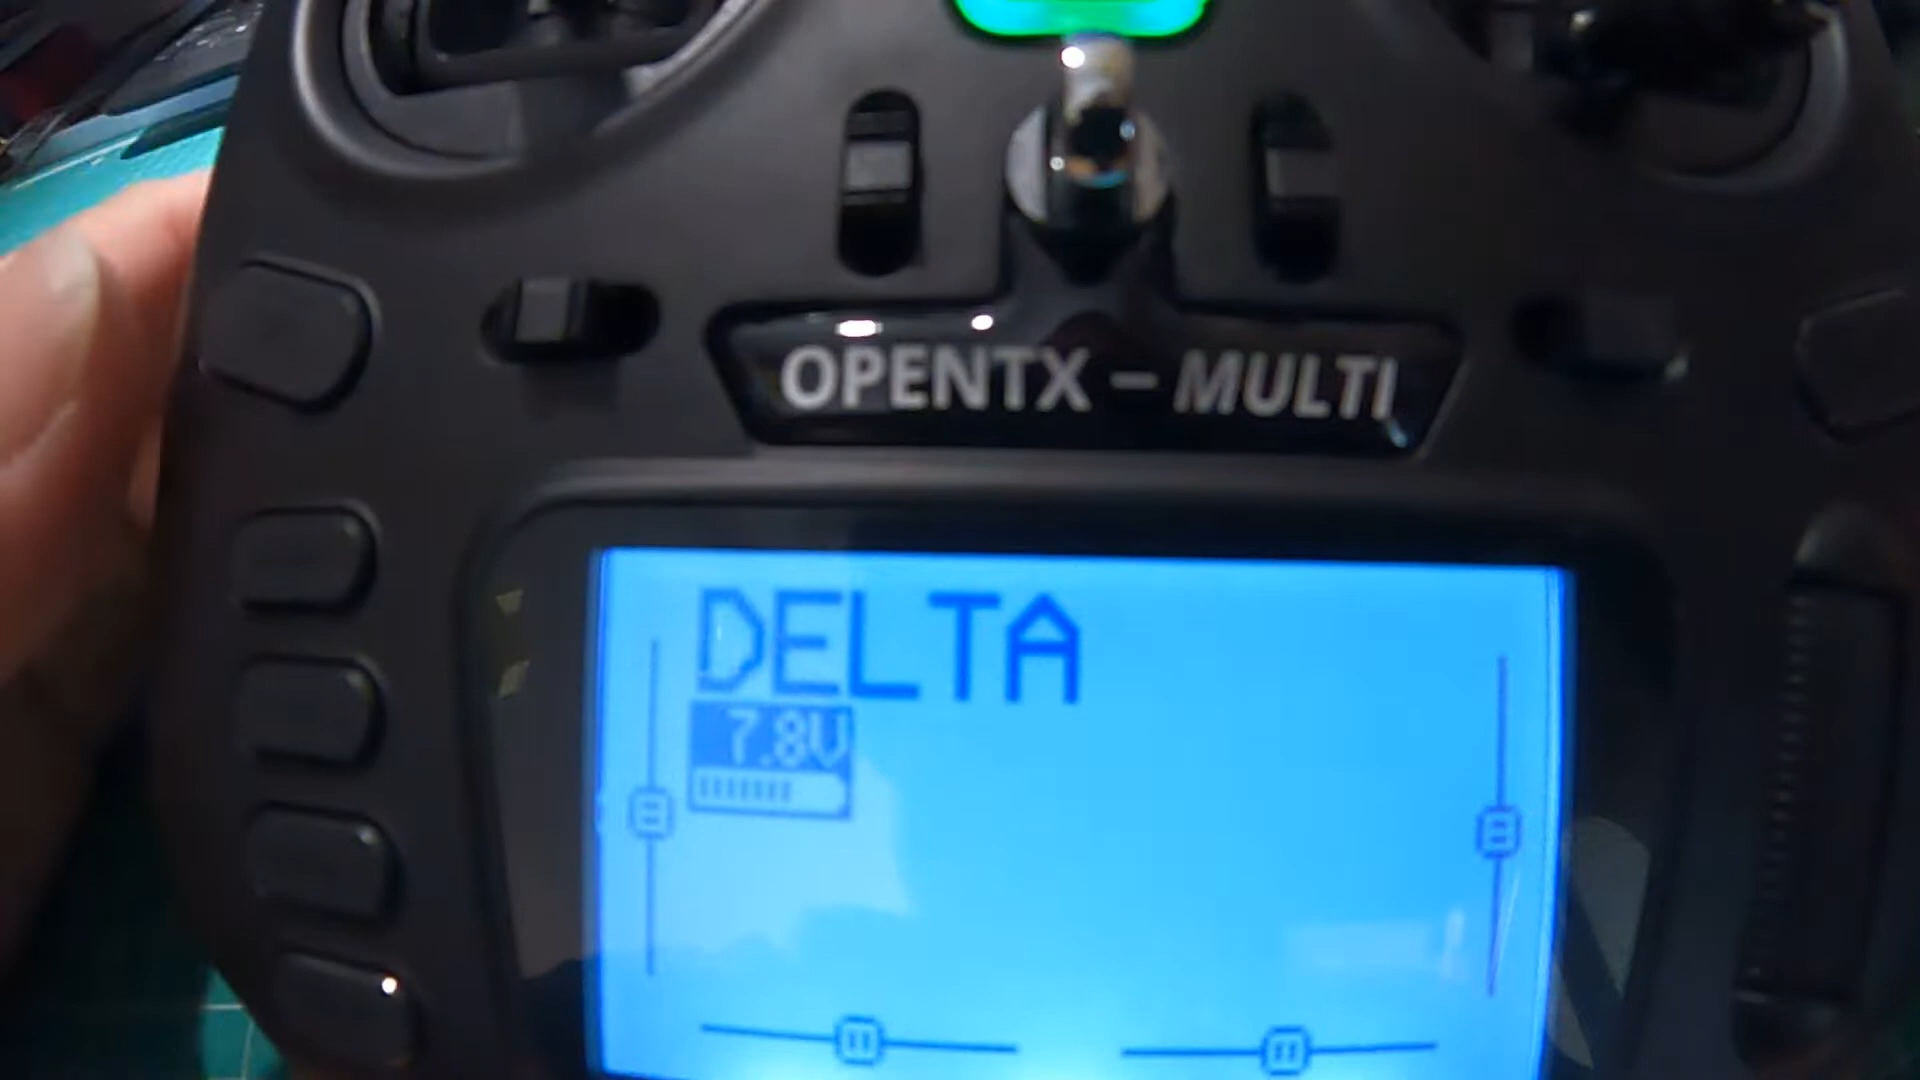 OPENTX – MULTI
DELTA
7.8V